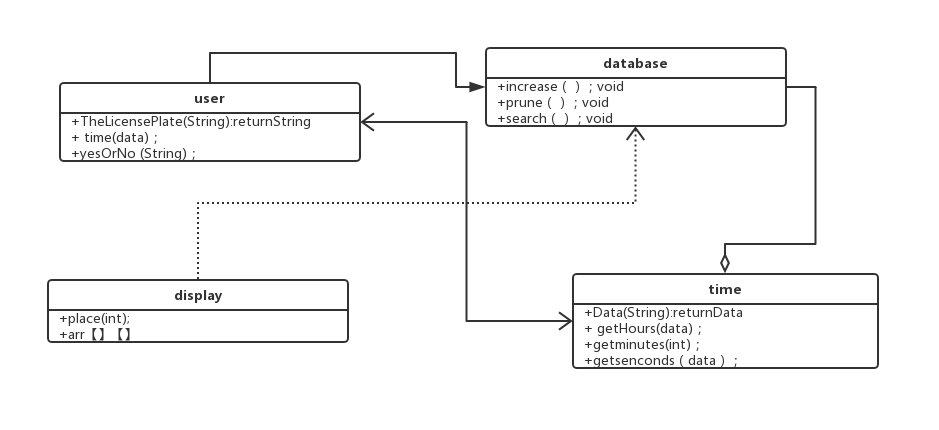 database
+increase（ ）；void
+prune（ ）；void
+search（ ）；void
user
+TheLicensePlate(String):returnString
+ time(data)；
+yesOrNo（String)；
display
+place(int);
+arr【】【】
time
+Data(String):returnData
+ getHours(data)；
+getminutes(int)；
+getsenconds（data）；